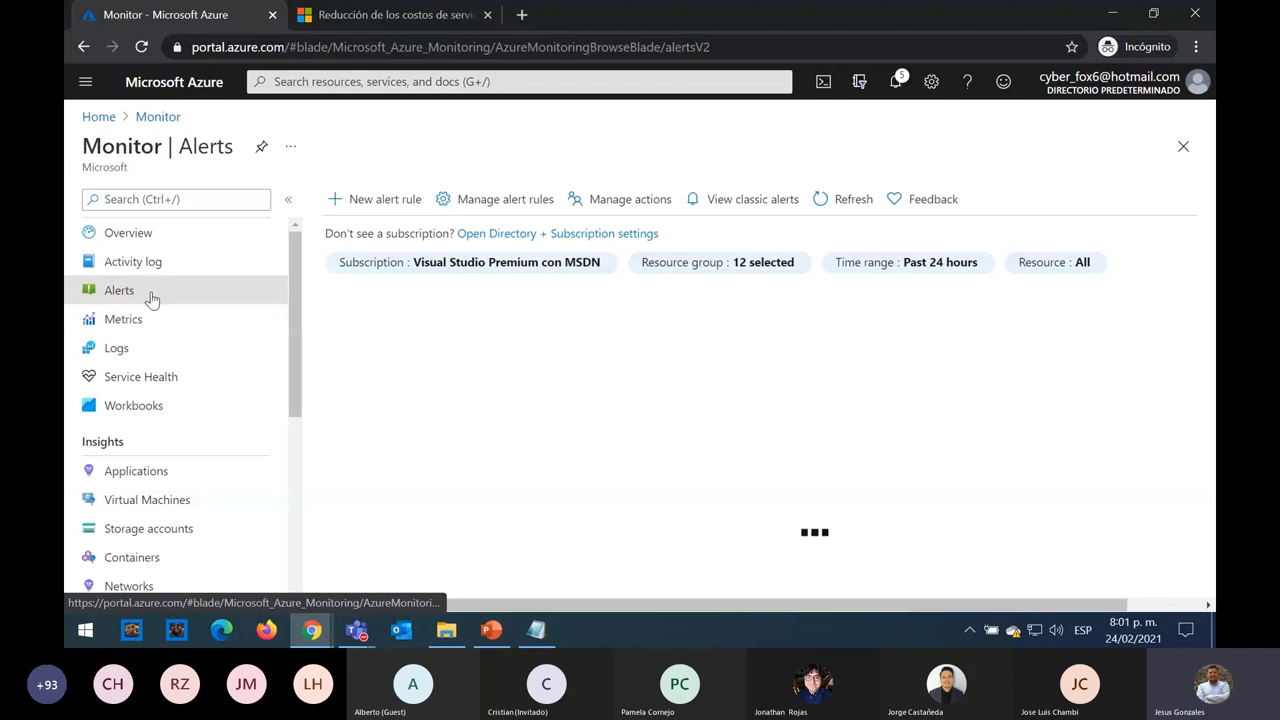 Monitor - Microsoft Azure
Reducción de los costos de servi
portal.azure.com/#blade/Microsoft_Azure_Monitoring/AzureMonitoringBrowseBlade/alertsV2
Incógnito
Microsoft Azure
Search resources, services, and docs (G+/)
5
cyber_fox6@hotmail.com
DIRECTORIO PREDETERMINADO
Home > Monitor
Monitor | Alerts
Microsoft
Search (Ctrl+/)
New alert rule
Manage alert rules
Manage actions
View classic alerts
Refresh
Feedback
Don't see a subscription? Open Directory + Subscription settings
Subscription : Visual Studio Premium con MSDN
Resource group : 12 selected
Time range : Past 24 hours
Resource : All
Overview
Activity log
Alerts
Metrics
Logs
Service Health
Workbooks
Insights
Applications
Virtual Machines
Storage accounts
Containers
Networks
https://portal.azure.com/#blade/Microsoft_Azure_Monitoring/AzureMonitori...
ESP
8:01 p. m.
24/02/2021
+93
CH
RZ
JM
LH
A
Alberto (Guest)
C
Cristian (Invitado)
PC
Pamela Cornejo
Jonathan Rojas
Jorge Castañeda
JC
Jose Luis Chambi
Jesus Gonzales